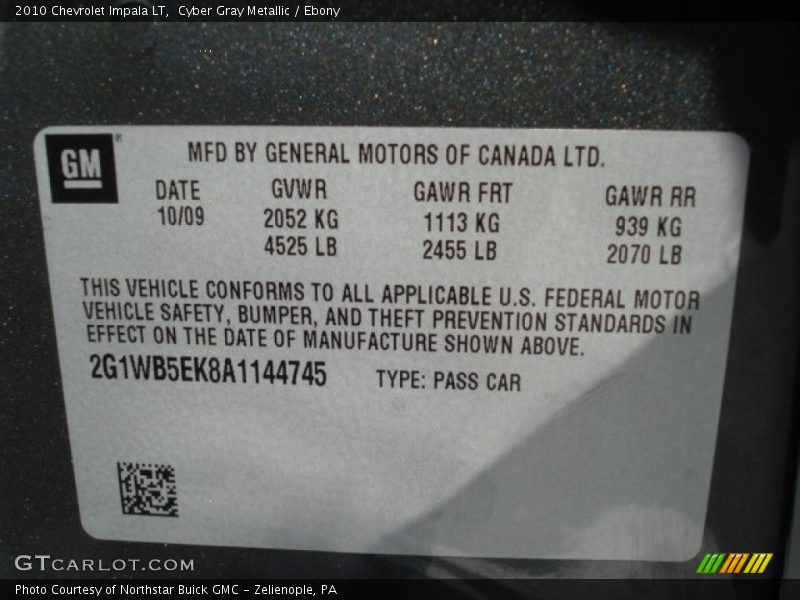 2010 Chevrolet Impala LT, Cyber Gray Metallic / Ebony
GM®
MFD BY GENERAL MOTORS OF CANADA LTD.
DATE GVWR GAWR FRT GAWR RR
10/09 2052 KG 1113 KG 939 KG
4525 LB 2455 LB 2070 LB
THIS VEHICLE CONFORMS TO ALL APPLICABLE U.S. FEDERAL MOTOR
VEHICLE SAFETY, BUMPER, AND THEFT PREVENTION STANDARDS IN
EFFECT ON THE DATE OF MANUFACTURE SHOWN ABOVE.
2G1WB5EK8A1144745 TYPE: PASS CAR
GTCARLOT.COM
Photo Courtesy of Northstar Buick GMC – Zelienople, PA